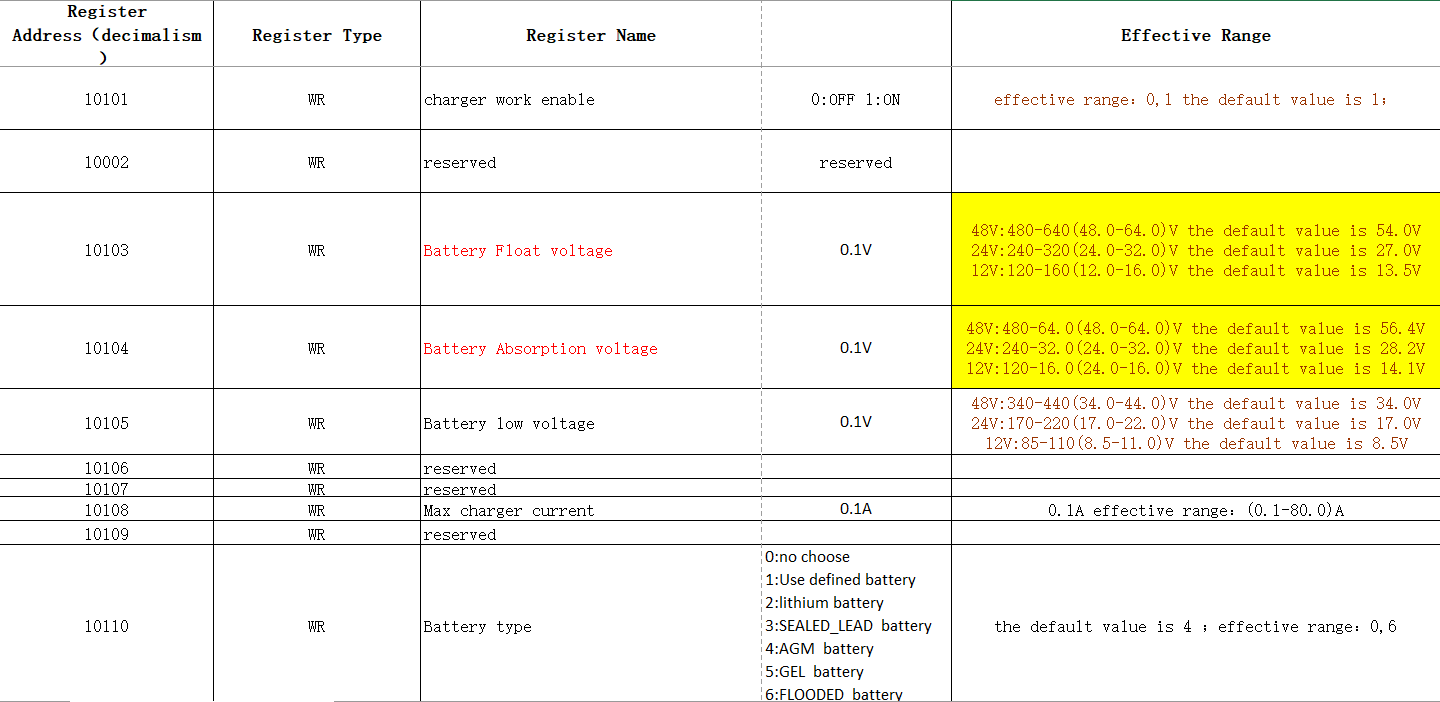 Register
Address（decimalism
）
Register Type
Register Name
Effective Range
10101 WR charger work enable 0:OFF 1:ON effective range：0,1 the default value is 1；
10002 WR reserved reserved
10103 WR Battery Float voltage 0.1V
48V:480-640(48.0-64.0)V the default value is 54.0V
24V:240-320(24.0-32.0)V the default value is 27.0V
12V:120-160(12.0-16.0)V the default value is 13.5V
10104 WR Battery Absorption voltage 0.1V
48V:480-64.0(48.0-64.0)V the default value is 56.4V
24V:240-32.0(24.0-32.0)V the default value is 28.2V
12V:120-16.0(24.0-16.0)V the default value is 14.1V
10105 WR Battery low voltage 0.1V
48V:340-440(34.0-44.0)V the default value is 34.0V
24V:170-220(17.0-22.0)V the default value is 17.0V
12V:85-110(8.5-11.0)V the default value is 8.5V
10106 WR reserved
10107 WR reserved
10108 WR Max charger current 0.1A 0.1A effective range：(0.1-80.0)A
10109 WR reserved
10110 WR Battery type
0:no choose
1:Use defined battery
2:lithium battery
3:SEALED_LEAD battery
4:AGM battery
5:GEL battery
6:FLOODED battery
the default value is 4 ；effective range：0,6